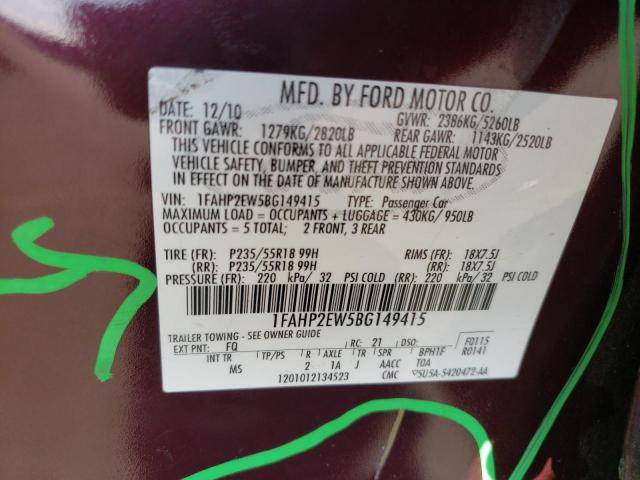 MFD. BY FORD MOTOR CO.
DATE: 12/10 GVWR: 2386KG/5260LB
FRONT GAWR: 1279KG/2820LB REAR GAWR: 1143KG/2520LB
THIS VEHICLE CONFORMS TO ALL APPLICABLE FEDERAL MOTOR
VEHICLE SAFETY, BUMPER, AND THEFT PREVENTION STANDARDS
IN EFFECT ON THE DATE OF MANUFACTURE SHOWN ABOVE.
VIN: 1FAHP2EW5BG149415 TYPE: Passenger Car
MAXIMUM LOAD = OCCUPANTS + LUGGAGE = 430KG/950LB
OCCUPANTS = 5 TOTAL; 2 FRONT, 3 REAR
TIRE (FR): P235/55R18 99H RIMS (FR): 18X7.5J
(RR): P235/55R18 99H (RR): 18X7.5J
PRESSURE (FR): 220 kPa/32 PSI COLD (RR): 220 kPa/32 PSI COLD
1FAHP2EW5BG149415
TRAILER TOWING - SEE OWNER GUIDE
EXT PNT: FQ RC: 21 DSO: F0115
INT TR TP/PS R AXLE TR SPR BPH1F R0141
MS 2 1A J AACC TOA
1201012134523 CMC 5U5A-5420472-AA